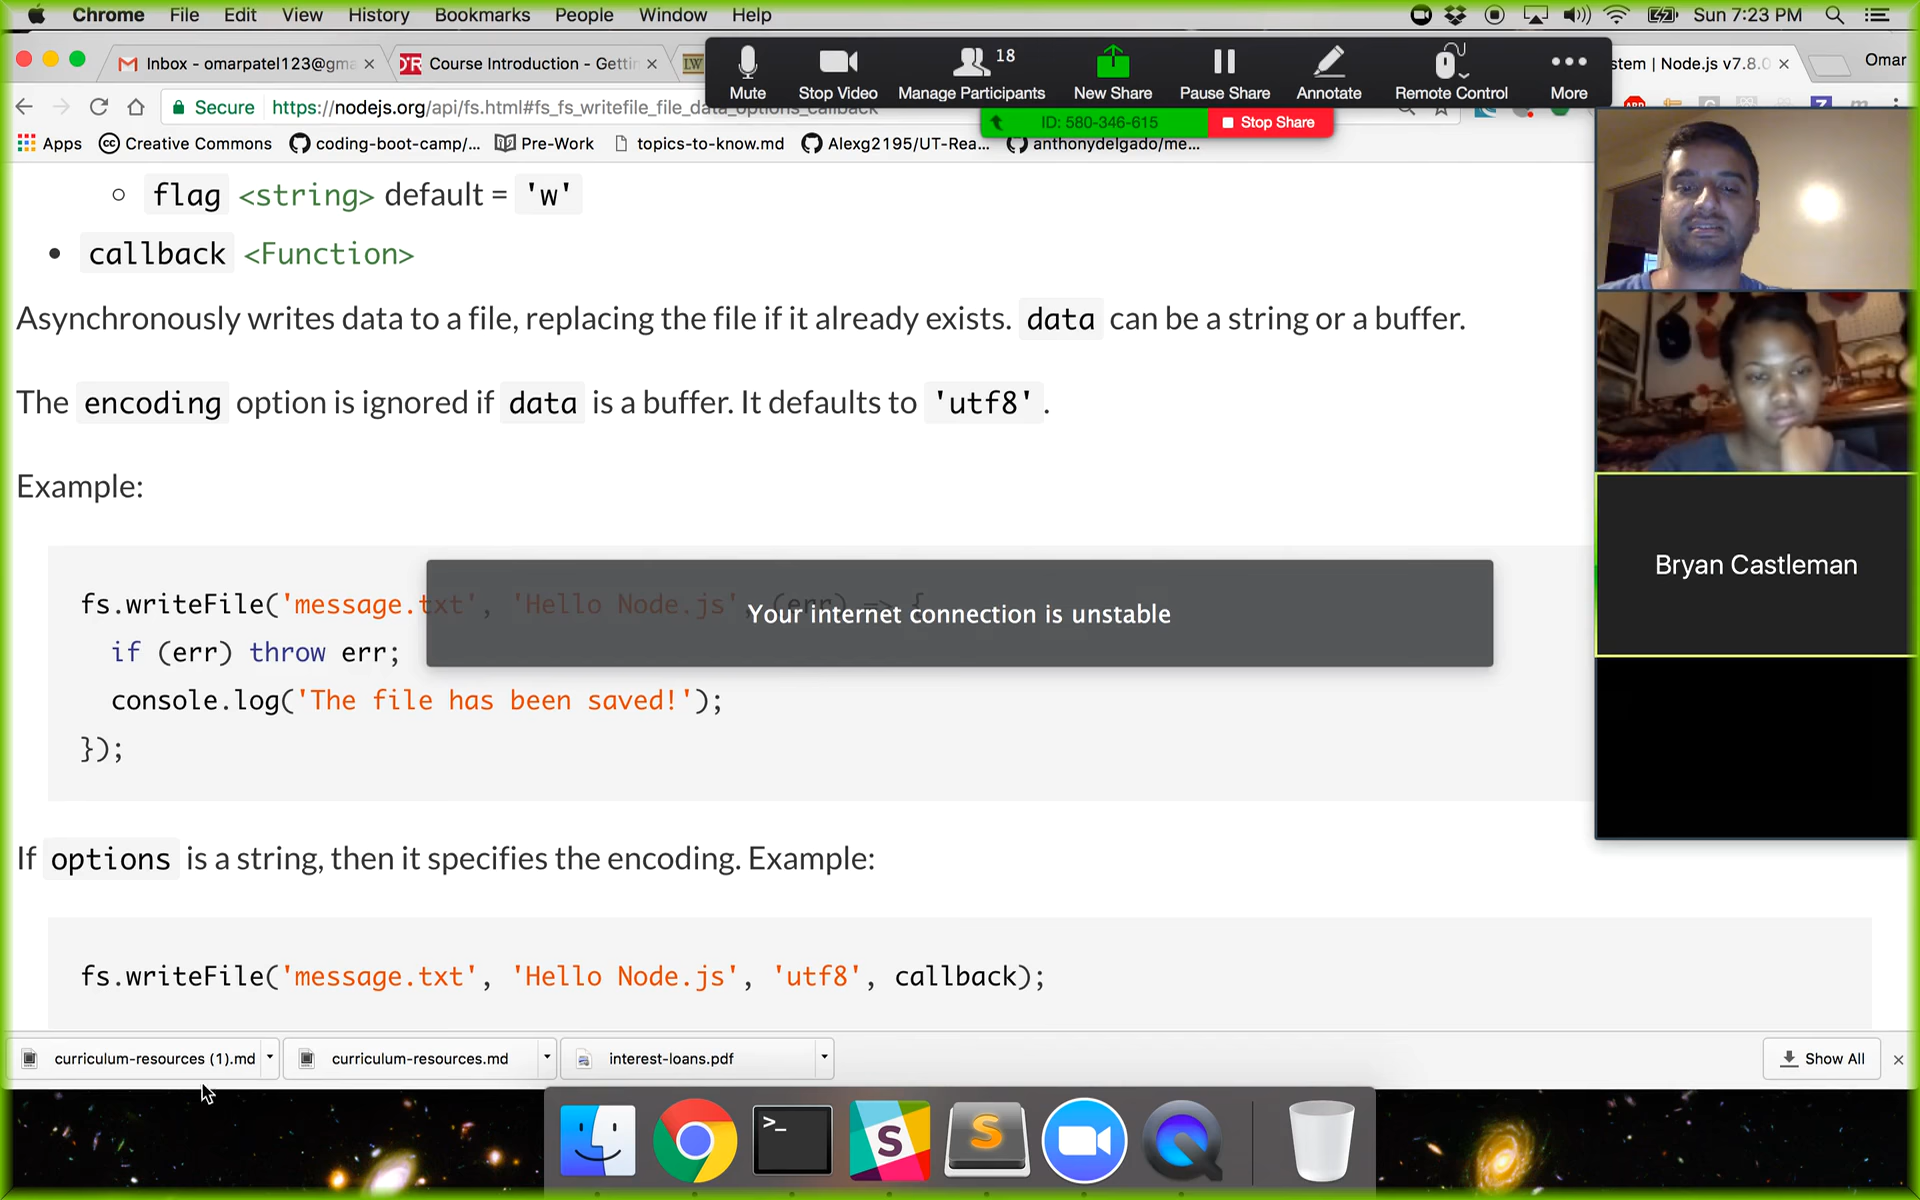 Chrome File Edit View History Bookmarks People Window Help
Sun 7:23 PM
Inbox - omarpatel123@gma
Course Introduction - Gettin
LW
stem | Node.js v7.8.0
Omar
Mute
Stop Video
18
Manage Participants
New Share
Pause Share
Annotate
Remote Control
More
Secure https://nodejs.org/api/fs.html#fs_fs_writefile_file_data_options_callback
ID: 580-346-615
Stop Share
Apps
Creative Commons
coding-boot-camp/...
Pre-Work
topics-to-know.md
Alexg2195/UT-Rea...
anthonydelgado/me...
flag <string> default = 'w'
callback <Function>
Asynchronously writes data to a file, replacing the file if it already exists. data can be a string or a buffer.
The encoding option is ignored if data is a buffer. It defaults to 'utf8'.
Example:
fs.writeFile('message.txt', 'Hello Node.js', (err) => {
Your internet connection is unstable
if (err) throw err;
console.log('The file has been saved!');
});
Bryan Castleman
If options is a string, then it specifies the encoding. Example:
fs.writeFile('message.txt', 'Hello Node.js', 'utf8', callback);
curriculum-resources (1).md
curriculum-resources.md
interest-loans.pdf
Show All